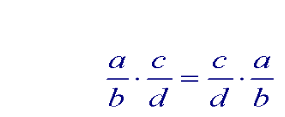 a/b · c/d = c/d · a/b